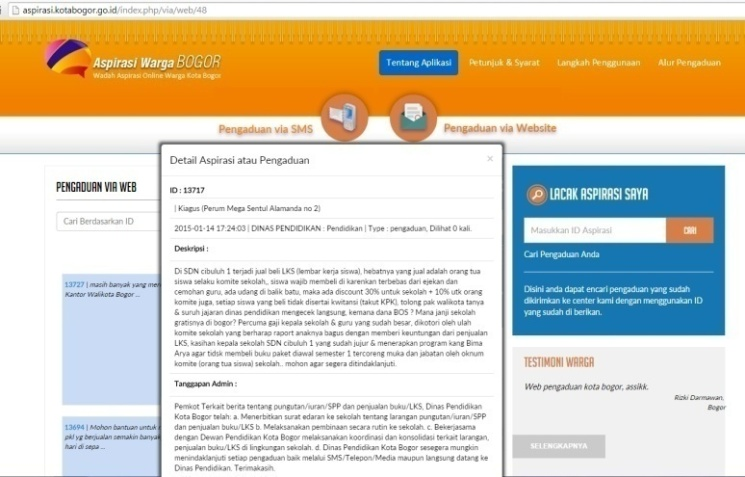 aspirasi.kotabogor.go.id/index.php/via/web/48
Aspirasi Warga BOGOR
Wadah Aspirasi Online Warga Kota Bogor
Tentang Aplikasi
Petunjuk & Syarat
Langkah Penggunaan
Alur Pengaduan
Pengaduan via SMS
Pengaduan via Website
PENGADUAN VIA WEB
Cari Berdasarkan ID
13727 | masih banyak yang men
Kantor Walikota Bogor ...
13694 | Mohon bantuan untuk
pkl yg berjualan semakin banyak
hari di sepa ...
Detail Aspirasi atau Pengaduan
×
ID : 13717
| Kiagus (Perum Mega Sentul Alamanda no 2)
2015-01-14 17:24:03 | DINAS PENDIDIKAN : Pendidikan | Type : pengaduan, Dilihat 0 kali.
Deskripsi :
Di SDN cibuluh 1 terjadi jual beli LKS (lembar kerja siswa), hebatnya yang jual adalah orang tua
siswa selaku komite sekolah,, siswa wajib membeli di karenkan terbebas dari ejekan dan
cemohan guru, ada udang di balik batu, maka ada discount 30% untuk sekolah + 10% utk orang
komite juga, setiap siswa yang beli tidak disertai kwitansi (takut KPK), tolong pak walikota tanya
& suruh jajaran dinas pendidikan mengecek langsung, kemana dana BOS ? Mana janji sekolah
gratisnya di bogor? Percuma gaji kepala sekolah & guru yang sudah besar, dikotori oleh ulah
komite sekolah yang berharap raport anaknya bagus dengan memberi keuntungan dari penjualan
LKS, kasihan kepala sekolah SDN cibuluh 1 yang sudah jujur & menerapkan program kang Bima
Arya agar tidak membeli buku paket diawal semester 1 tercoreng muka dan jabatan oleh oknum
komite (orang tua siswa) sekolah,. mohon agar segera ditindaklanjuti.
Tanggapan Admin :
Pemkot Terkait berita tentang pungutan/iuran/SPP dan penjualan buku/LKS, Dinas Pendidikan
Kota Bogor telah: a. Menerbitkan surat edaran ke sekolah tentang larangan pungutan/iuran/SPP
dan penjualan buku/LKS b. Melaksanakan pembinaan secara rutin ke sekolah. c. Bekerjasama
dengan Dewan Pendidikan Kota Bogor melaksanakan koordinasi dan konsolidasi terkait larangan,
penjualan buku/LKS di lingkungan sekolah. d. Dinas Pendidikan Kota Bogor sesegera mungkin
menindaklanjuti setiap pengaduan baik melalui SMS/Telepon/Media maupun langsung datang ke
Dinas Pendidikan. Terimakasih.
LACAK ASPIRASI SAYA
Masukkan ID Aspirasi
CARI
Cari Pengaduan Anda
Disini anda dapat encari pengaduan yang sudah
dikirimkan ke center kami dengan menggunakan ID
yang sudah di berikan.
TESTIMONI WARGA
Web pengaduan kota bogor, assikk.
Rizki Darmawan,
Bogor
SELENGKAPNYA